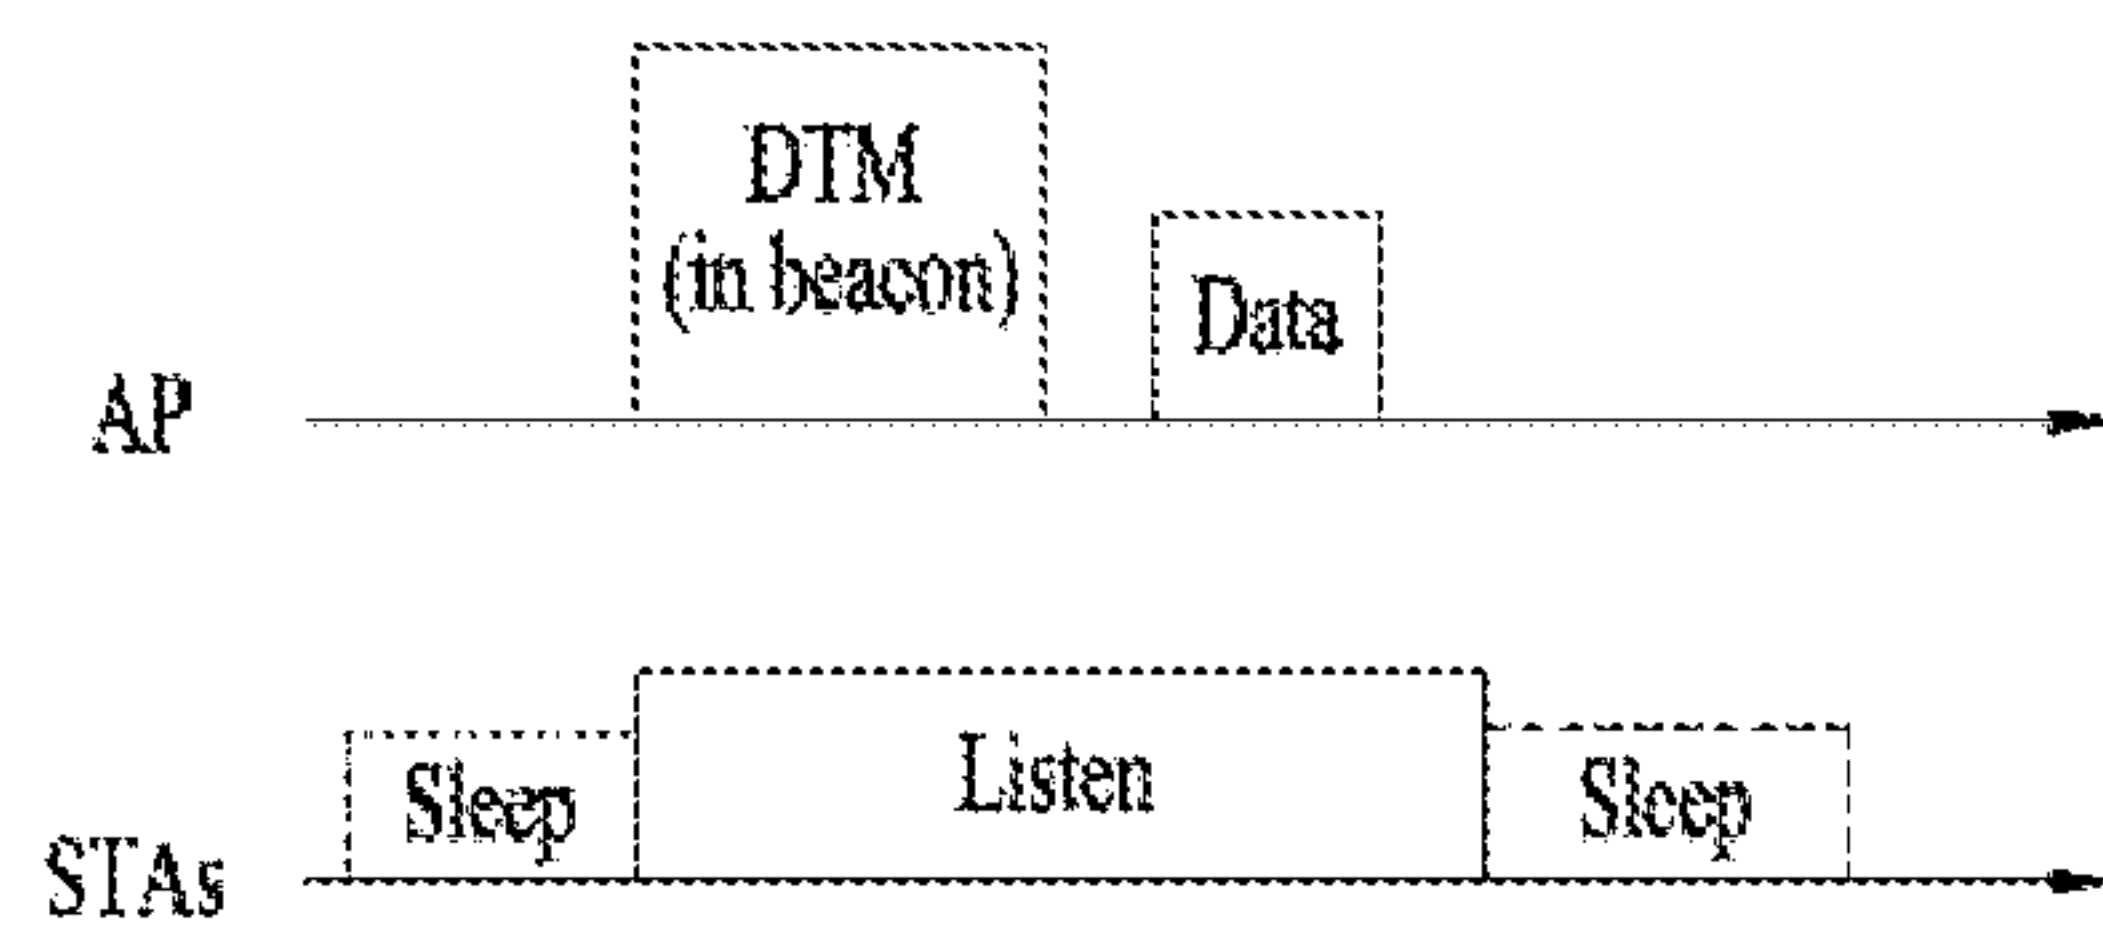 DTM
(in beacon)
Data
AP
Sleep
Listen
Sleep
STAs